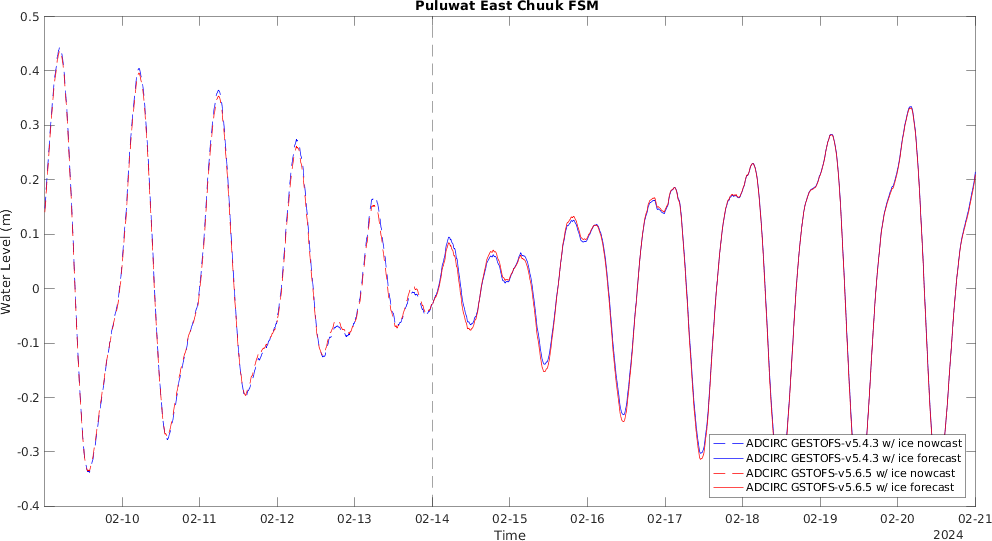 Puluwat East Chuuk FSM
0.5
0.4
0.3
0.2
0.1
0
-0.1
-0.2
-0.3
-0.4
Water Level (m)
ADCIRC GESTOFS-v5.4.3 w/ ice nowcast
ADCIRC GESTOFS-v5.4.3 w/ ice forecast
ADCIRC GSTOFS-v5.6.5 w/ ice nowcast
ADCIRC GSTOFS-v5.6.5 w/ ice forecast
02-10 02-11 02-12 02-13 02-14 02-15 02-16 02-17 02-18 02-19 02-20 02-21
Time
2024